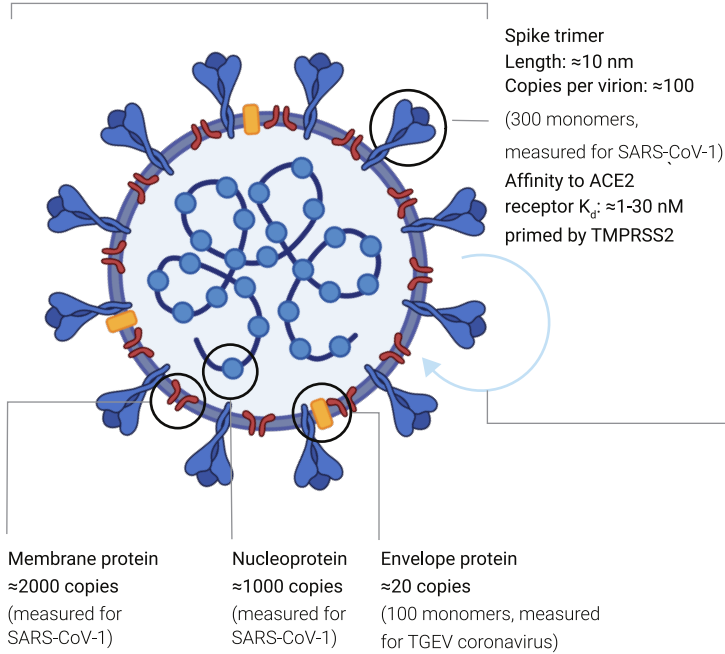 Spike trimer
Length: ≈10 nm
Copies per virion: ≈100
(300 monomers,
measured for SARS-CoV-1)
Affinity to ACE2
receptor Kd: ≈1-30 nM
primed by TMPRSS2
Membrane protein
≈2000 copies
(measured for
SARS-CoV-1)
Nucleoprotein
≈1000 copies
(measured for
SARS-CoV-1)
Envelope protein
≈20 copies
(100 monomers, measured
for TGEV coronavirus)